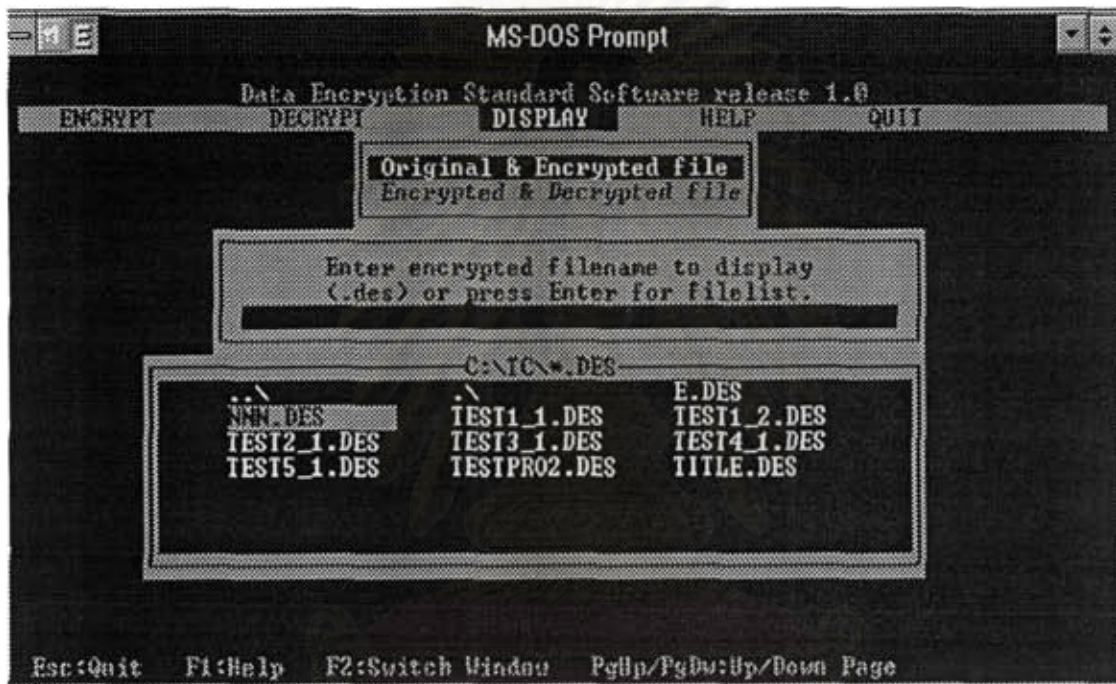 MS-DOS Prompt
Data Encryption Standard Software release 1.0
ENCRYPT DECRYPT DISPLAY HELP QUIT
Original & Encrypted file
Encrypted & Decrypted file
Enter encrypted filename to display
(.des) or press Enter for filelist.
C:\TC\*.DES
..\ .\ E.DES
NNN.DES TEST1_1.DES TEST1_2.DES
TEST2_1.DES TEST3_1.DES TEST4_1.DES
TEST5_1.DES TESTPRO2.DES TITLE.DES
Esc:Quit F1:Help F2:Switch Window PgUp/PgDw:Up/Down Page